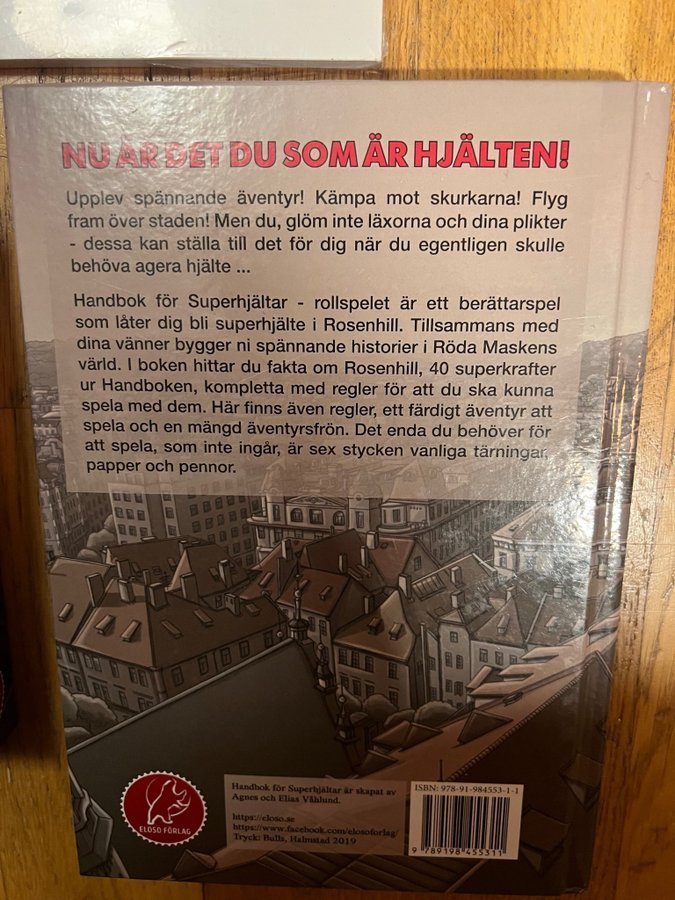 NU ÄR DET DU SOM ÄR HJÄLTEN!
Upplev spännande äventyr! Kämpa mot skurkarna! Flyg
fram över staden! Men du, glöm inte läxorna och dina plikter
- dessa kan ställa till det för dig när du egentligen skulle
behöva agera hjälte ...
Handbok för Superhjältar - rollspelet är ett berättarspel
som låter dig bli superhjälte i Rosenhill. Tillsammans med
dina vänner bygger ni spännande historier i Röda Maskens
värld. I boken hittar du fakta om Rosenhill, 40 superkrafter
ur Handboken, kompletta med regler för att du ska kunna
spela med dem. Här finns även regler, ett färdigt äventyr att
spela och en mängd äventyrsfrön. Det enda du behöver för
att spela, som inte ingår, är sex stycken vanliga tärningar,
papper och pennor.
ELOSO FÖRLAG
Handbok för Superhjältar är skapat av
Agnes och Elias Våhlund.
https://eloso.se
https://www.facebook.com/elosoforlag/
Tryck: Bulls, Halmstad 2019
ISBN: 978-91-984553-1-1
9 789198 455311